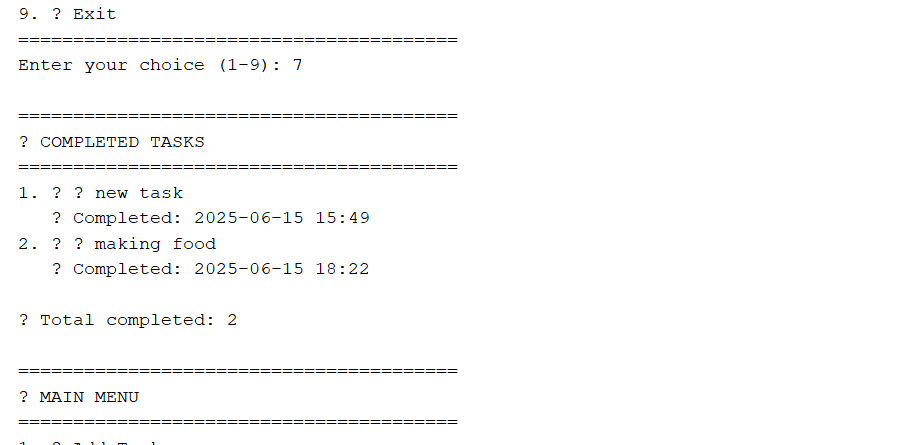 9. ? Exit
========================================
Enter your choice (1-9): 7
========================================
? COMPLETED TASKS
========================================
1. ? ? new task
? Completed: 2025-06-15 15:49
2. ? ? making food
? Completed: 2025-06-15 18:22
? Total completed: 2
========================================
? MAIN MENU
========================================